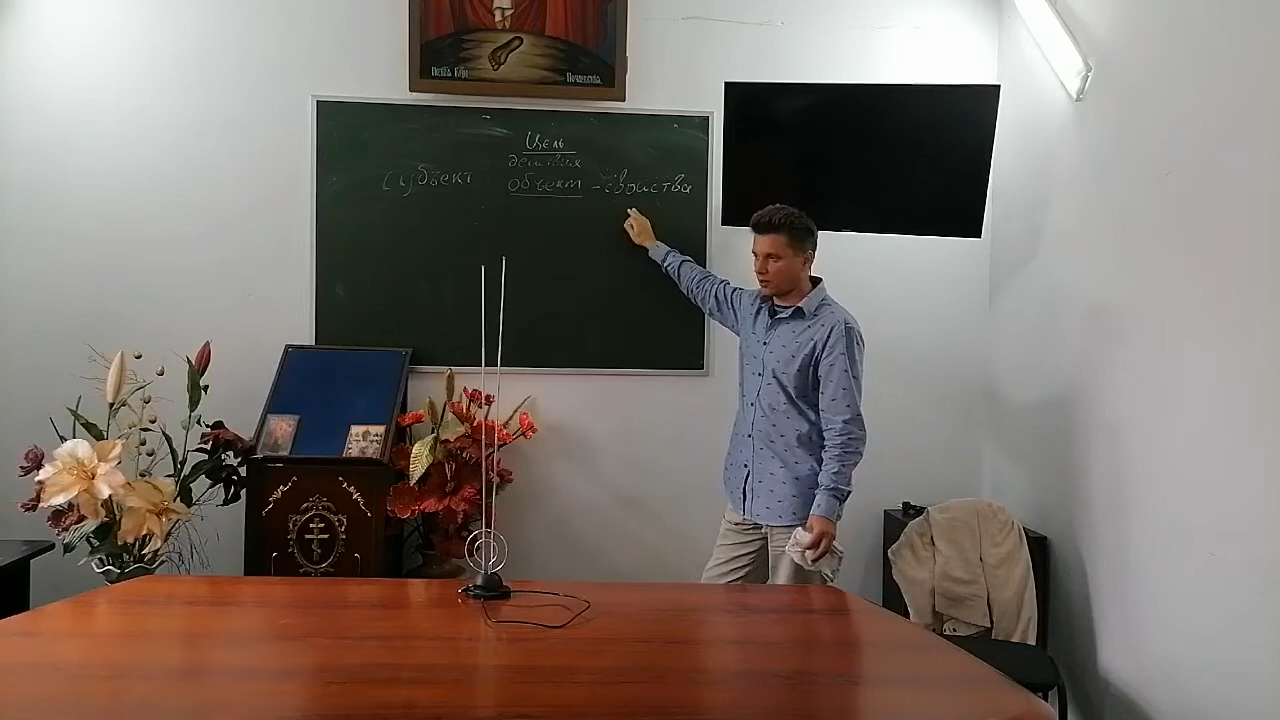 Цель
действия
субъект объект - свойства